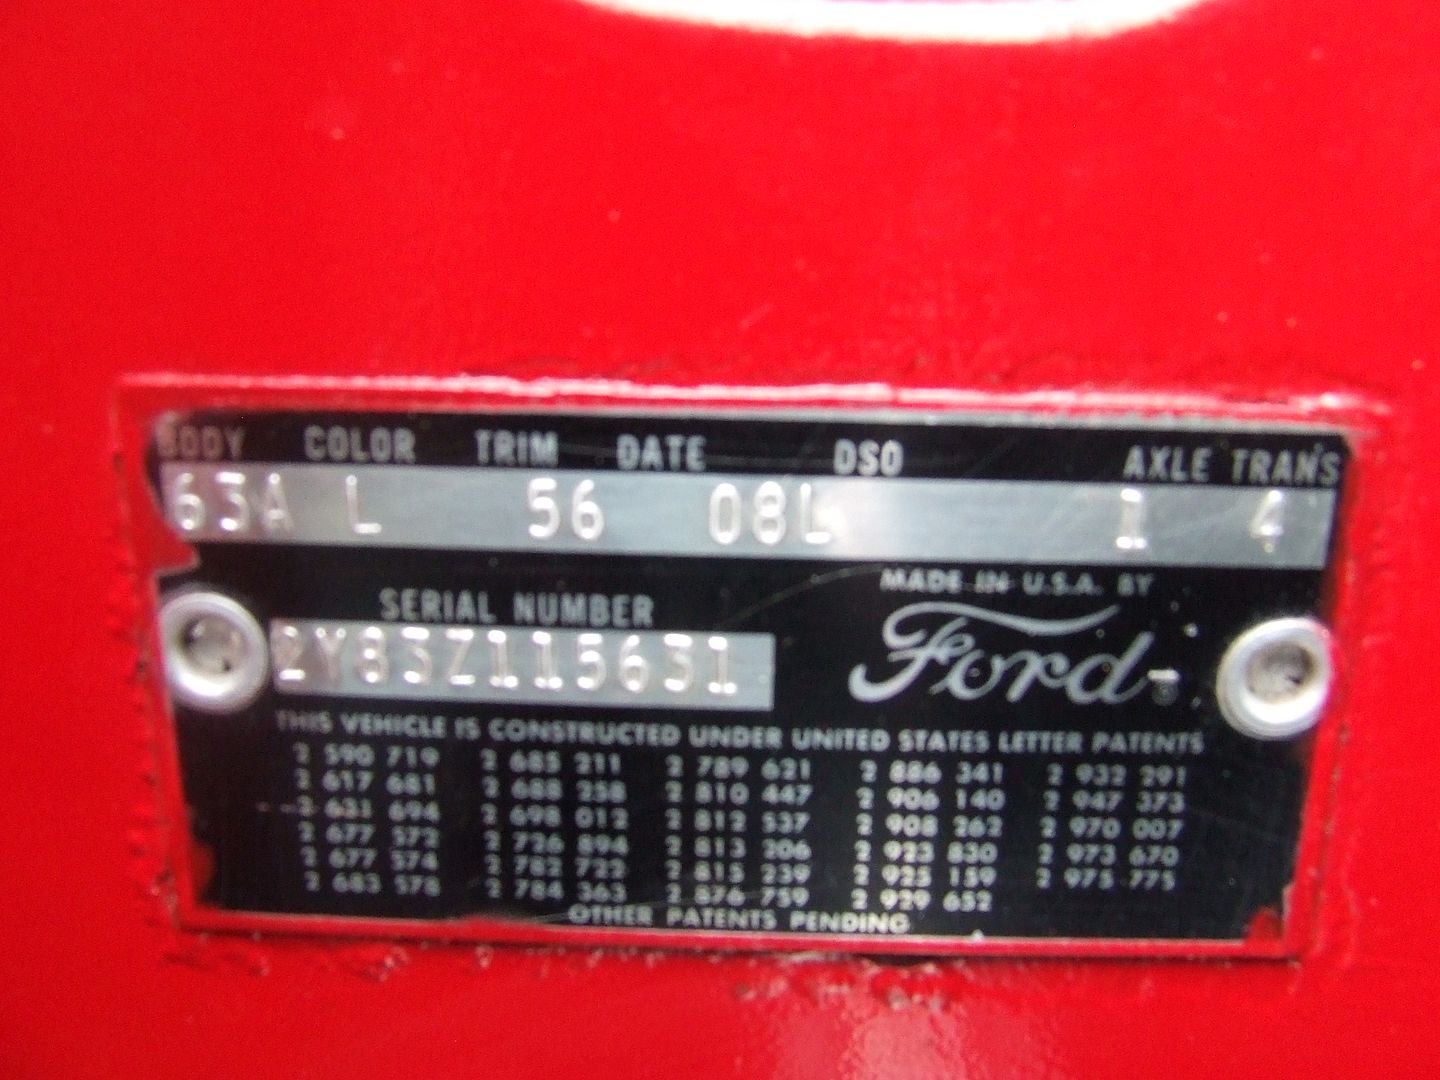 BODY COLOR TRIM DATE DSO AXLE TRANS
63A L 56 08L 1 4
MADE IN U.S.A. BY
SERIAL NUMBER
Ford
2Y83Z115631
THIS VEHICLE IS CONSTRUCTED UNDER UNITED STATES LETTER PATENTS
2 590 719 2 685 211 2 789 621 2 886 341 2 932 291
2 617 681 2 688 258 2 810 447 2 906 140 2 947 373
2 631 694 2 698 012 2 812 537 2 908 262 2 970 007
2 677 572 2 726 894 2 813 206 2 923 830 2 973 670
2 677 574 2 782 722 2 815 239 2 925 159 2 975 775
2 683 578 2 784 363 2 876 759 2 929 652
OTHER PATENTS PENDING